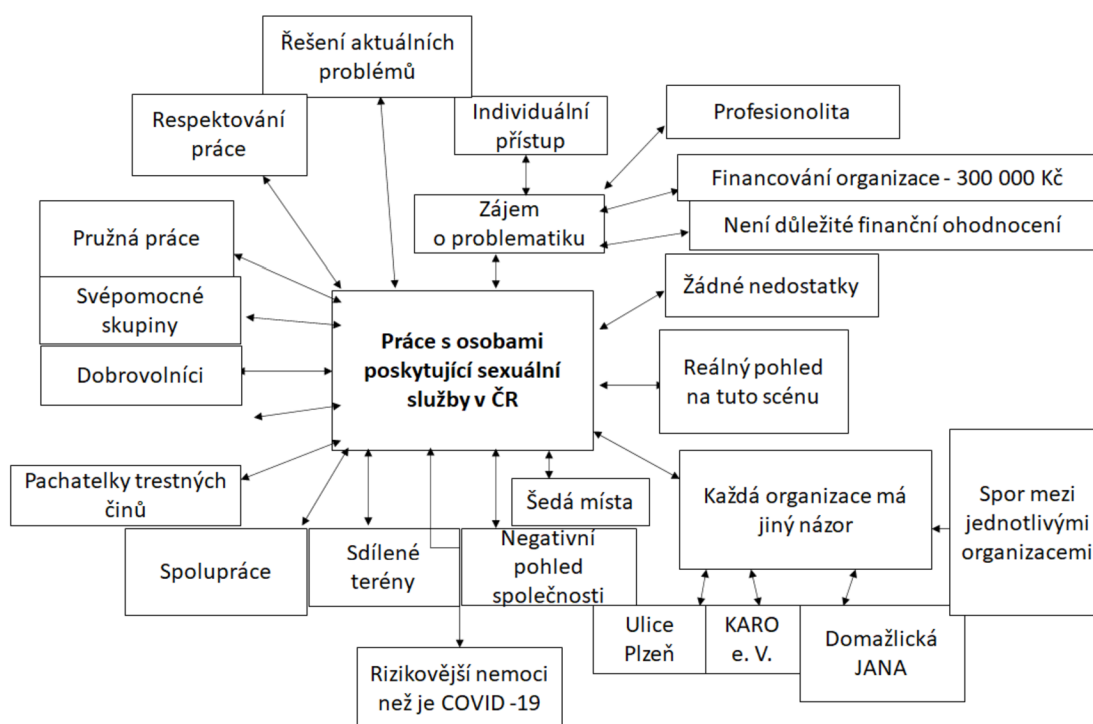 Řešení aktuálních
problémů
Individuální
přístup
Profesionolita
Respektování
práce
Financování organizace - 300 000 Kč
Zájem
o problematiku
Není důležité finanční ohodnocení
Pružná práce
Žádné nedostatky
Svépomocné
skupiny
Práce s osobami
poskytující sexuální
služby v ČR
Dobrovolníci
Reálný pohled
na tuto scénu
Pachatelky trestných
činů
Šedá místa
Každá organizace má
jiný názor
Spor mezi
jednotlivými
organizacemi
Spolupráce
Sdílené
terény
Negativní
pohled
společnosti
Ulice
Plzeň
KARO
e. V.
Domažlická
JANA
Rizikovější nemoci
než je COVID -19